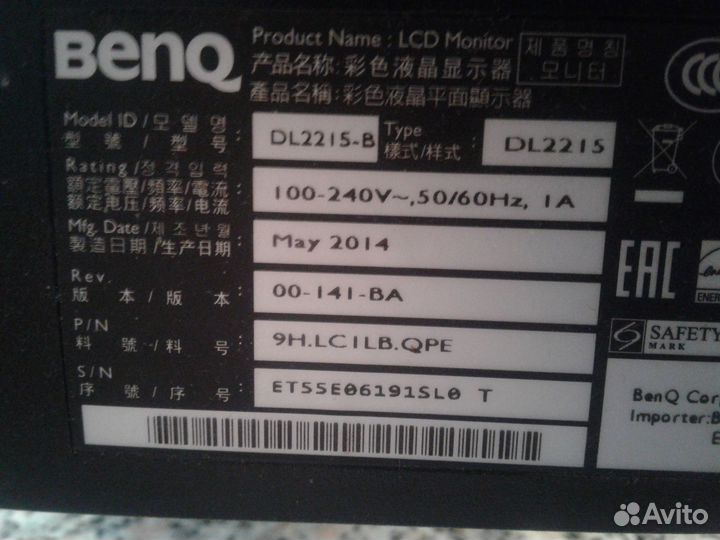 BenQ
Product Name : LCD Monitor
产品名称: 彩色液晶显示器
產品名稱: 彩色液晶平面顯示器
제품명칭
:모니터
Model ID / 모델명
型號 / 型号 :
DL2215-B
Type
樣式/样式 :
DL2215
Rating / 정격입력
額定電壓/頻率/電流 :
额定电压/频率/电流
100-240V~,50/60Hz, 1A
Mfg. Date / 제조년월
製造日期 / 生产日期 :
May 2014
Rev.
版本 / 版本 :
00-141-BA
P/N
料號/料号 :
9H.LC1LB.QPE
S/N
序號 / 序号 :
ET55E06191SL0 T
EAC
ENER
SAFETY
MARK
BenQ Cor
Importer:B
E
Avito